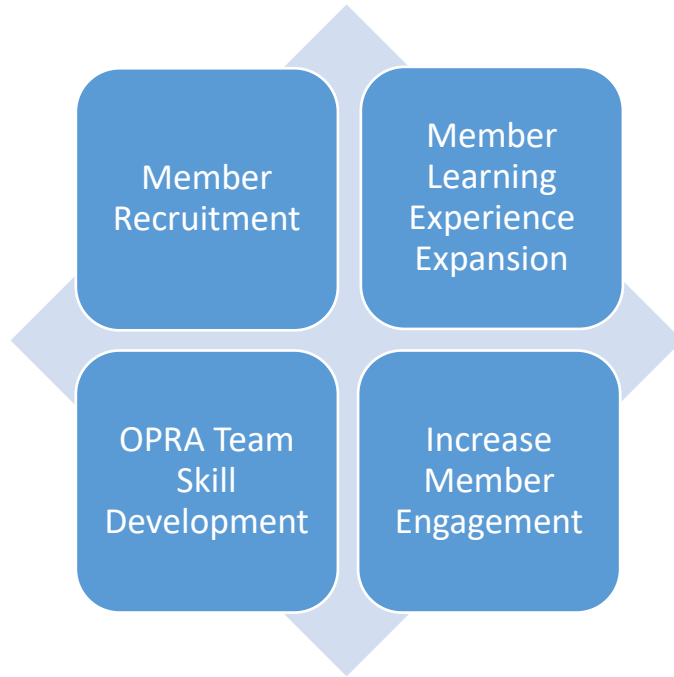 Member
Recruitment
Member
Learning
Experience
Expansion
OPRA Team
Skill
Development
Increase
Member
Engagement